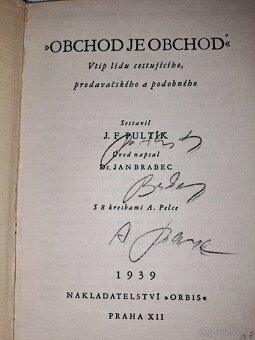 »OBCHOD JE OBCHOD«
Vtip lidu cestujícího,
prodavatského a podobného
Sestavil
J. F. PULTÍK
Úvod napsal
Dr. JAN BRABEC
S 8 kresbami A. Pelce
1939
NAKLADATELSTVÍ »ORBIS«
PRAHA XII